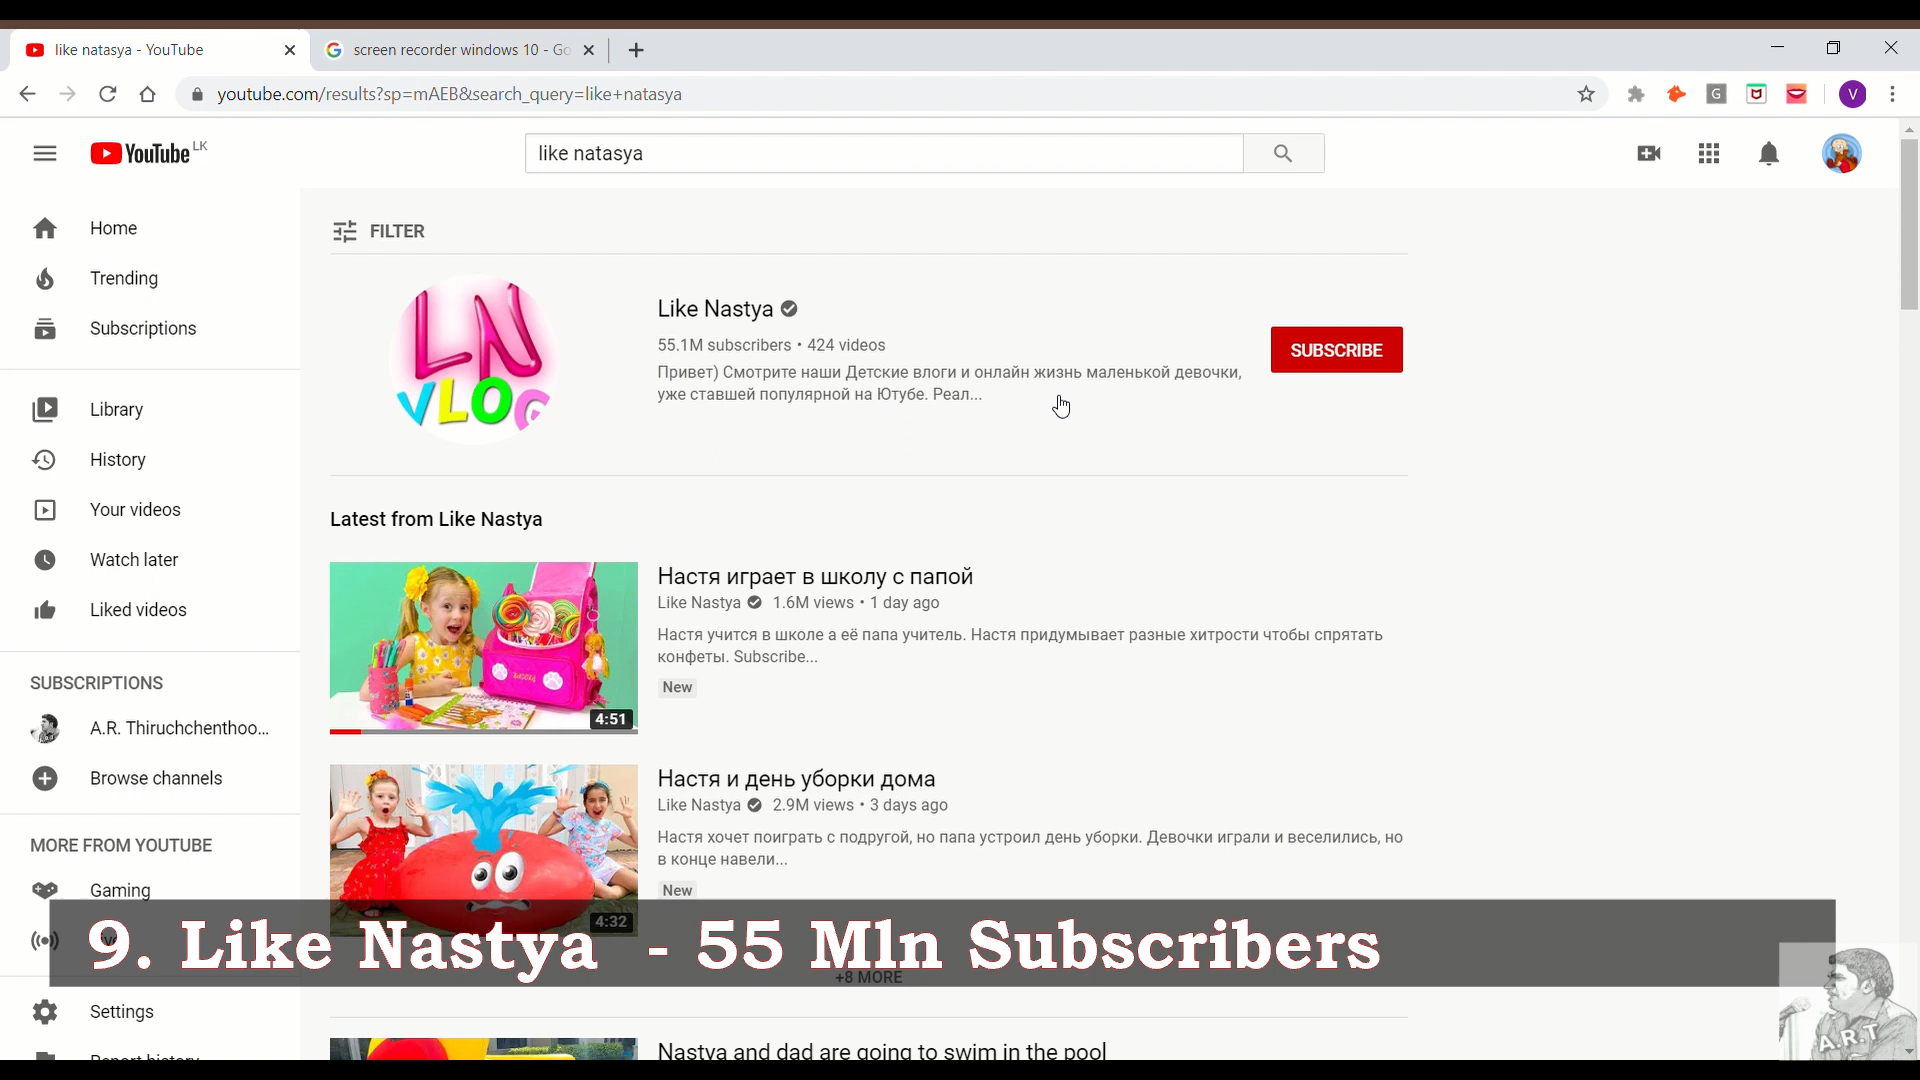 like natasya - YouTube
screen recorder windows 10 - Go
youtube.com/results?sp=mAEB&search_query=like+natasya
G
V
YouTube LK
like natasya
Home
Trending
Subscriptions
Library
History
Your videos
Watch later
Liked videos
SUBSCRIPTIONS
A.R. Thiruchchenthoo...
Browse channels
MORE FROM YOUTUBE
Gaming
Settings
Report history
FILTER
LN
VLOG
Like Nastya
55.1M subscribers • 424 videos
Привет) Смотрите наши Детские влоги и онлайн жизнь маленькой девочки,
уже ставшей популярной на Ютубе. Реал...
SUBSCRIBE
Latest from Like Nastya
4:51
Настя играет в школу с папой
Like Nastya 1.6M views • 1 day ago
Настя учится в школе а её папа учитель. Настя придумывает разные хитрости чтобы спрятать
конфеты. Subscribe...
New
4:32
Настя и день уборки дома
Like Nastya 2.9M views • 3 days ago
Настя хочет поиграть с подругой, но папа устроил день уборки. Девочки играли и веселились, но
в конце навели...
New
9. Like Nastya - 55 Mln Subscribers
+8 MORE
Nastya and dad are going to swim in the pool
A.R.T